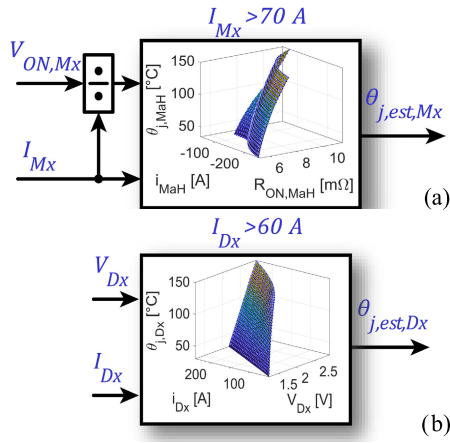 I_Mx >70 A
V_ON,Mx
÷
θ_j,MaH [°C]
150
100
50
-100
-200
6
8
10
i_MaH [A]
R_ON,MaH [mΩ]
I_Mx
θ_j,est,Mx
(a)
I_Dx >60 A
V_Dx
θ_j,Dx [°C]
150
100
50
200
100
1.5
2
2.5
i_Dx [A]
V_Dx [V]
I_Dx
θ_j,est,Dx
(b)